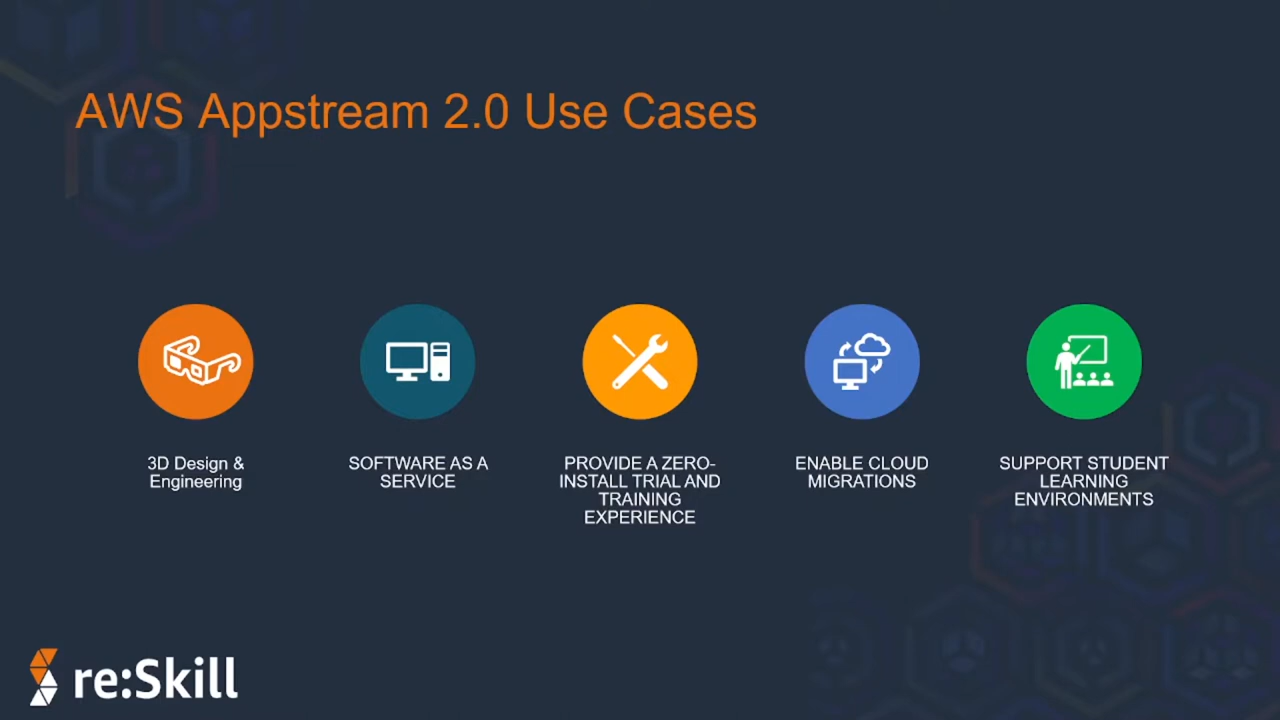 AWS Appstream 2.0 Use Cases
3D Design &
Engineering
SOFTWARE AS A
SERVICE
PROVIDE A ZERO-
INSTALL TRIAL AND
TRAINING
EXPERIENCE
ENABLE CLOUD
MIGRATIONS
SUPPORT STUDENT
LEARNING
ENVIRONMENTS
re:Skill